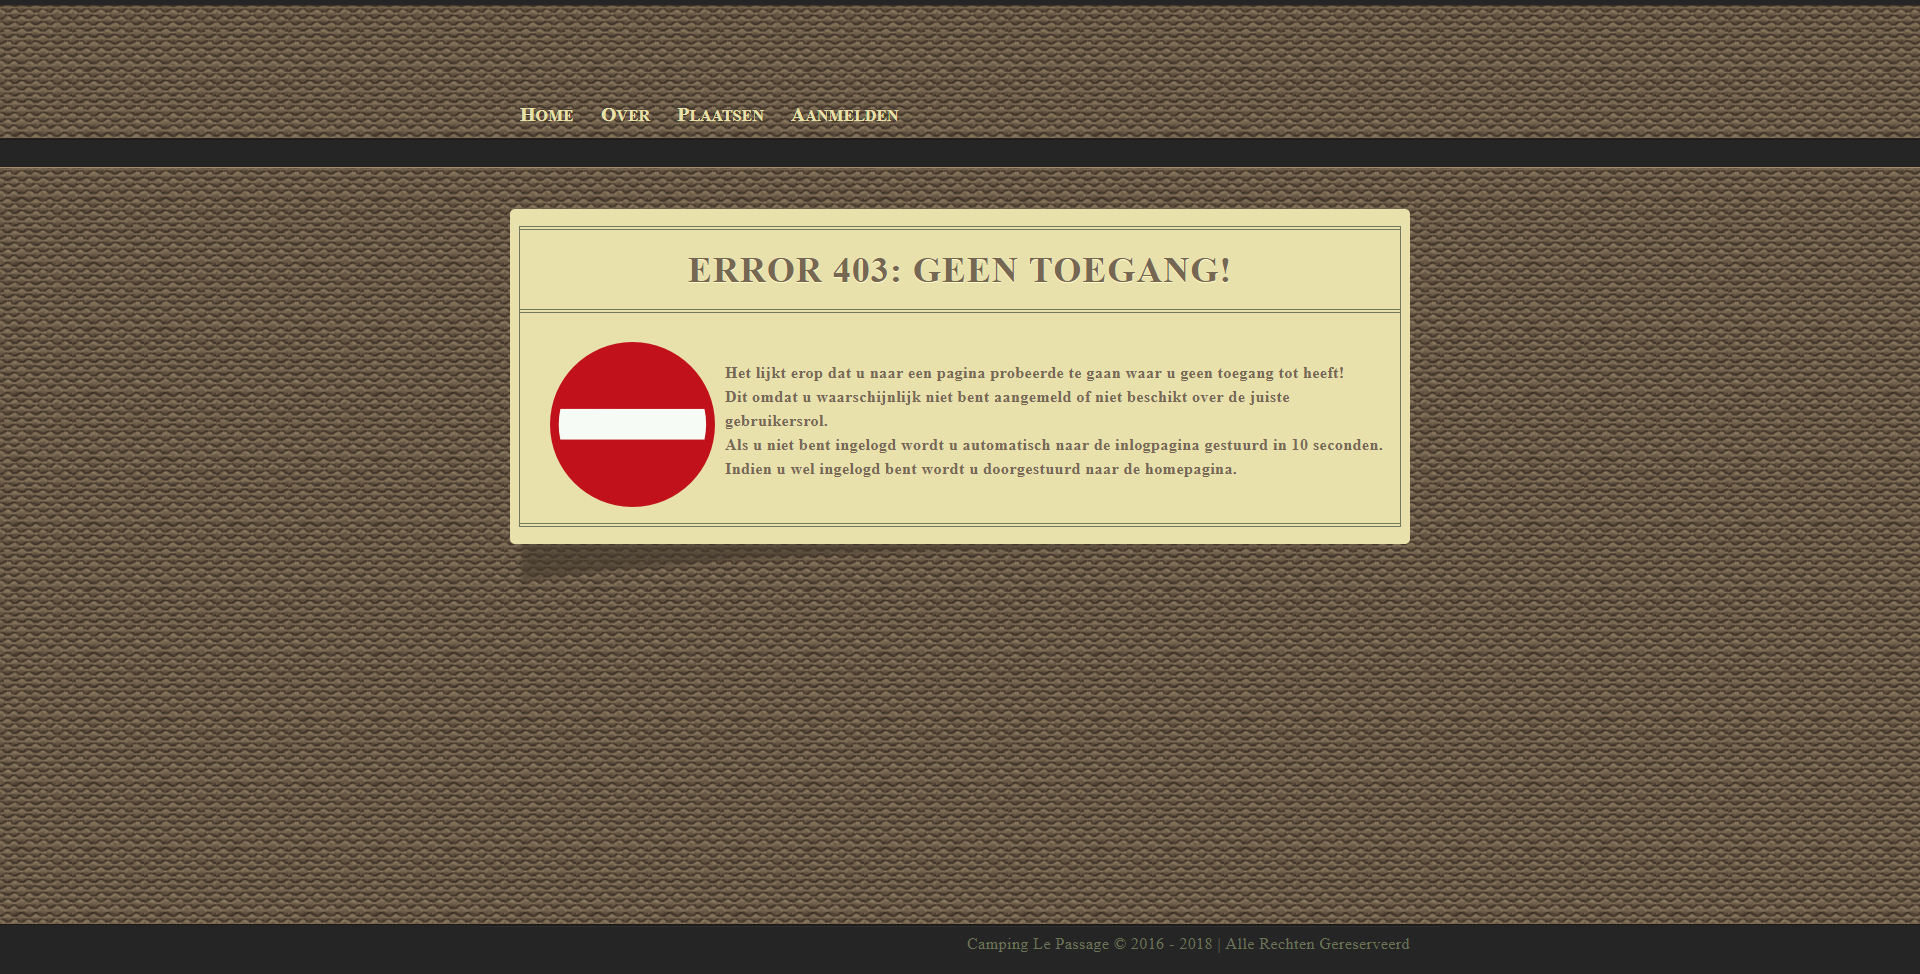 Home Over Plaatsen Aanmelden
ERROR 403: GEEN TOEGANG!
Het lijkt erop dat u naar een pagina probeerde te gaan waar u geen toegang tot heeft!
Dit omdat u waarschijnlijk niet bent aangemeld of niet beschikt over de juiste
gebruikersrol.
Als u niet bent ingelogd wordt u automatisch naar de inlogpagina gestuurd in 10 seconden.
Indien u wel ingelogd bent wordt u doorgestuurd naar de homepagina.
Camping Le Passage © 2016 - 2018 | Alle Rechten Gereserveerd